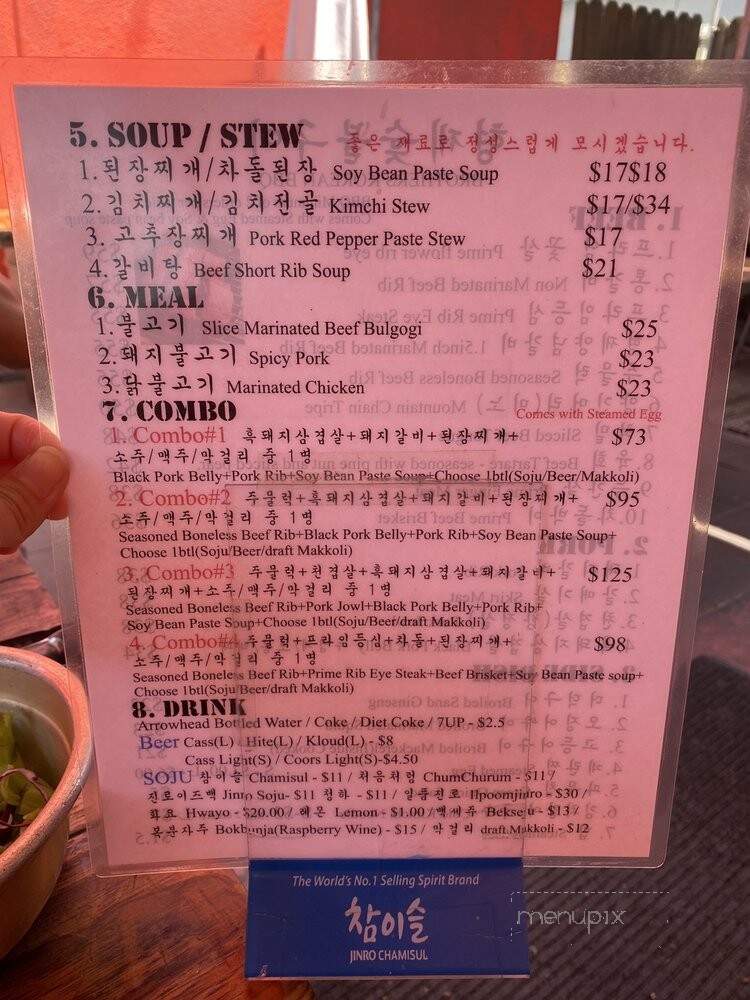 5. SOUP / STEW 좋은 재료로 정성스럽게 모시겠습니다.
1.된장찌개/차돌된장 Soy Bean Paste Soup $17$18
2.김치찌개/김치전골 Kimchi Stew $17/$34
3. 고추장찌개 Pork Red Pepper Paste Stew $17
4.갈비탕 Beef Short Rib Soup $21
6. MEAL
1.불고기 Slice Marinated Beef Bulgogi $25
2.돼지불고기 Spicy Pork $23
3.닭불고기 Marinated Chicken $23
7. COMBO Comes with Steamed Egg
1. Combo#1 흑돼지삼겹살+돼지갈비+된장찌개+ $73
소주/맥주/막걸리 중 1병
Black Pork Belly+Pork Rib+Soy Bean Paste Soup+Choose 1btl(Soju/Beer/Makkoli)
2. Combo#2 주물럭+흑돼지삼겹살+돼지갈비+된장찌개+ $95
소주/맥주/막걸리 중 1병
Seasoned Boneless Beef Rib+Black Pork Belly+Pork Rib+Soy Bean Paste Soup+
Choose 1btl(Soju/Beer/draft Makkoli)
3. Combo#3 주물럭+천겹살+흑돼지삼겹살+돼지갈비+ $125
된장찌개+소주/맥주/막걸리 중 1병
Seasoned Boneless Beef Rib+Pork Jowl+Black Pork Belly+Pork Rib+
Soy Bean Paste Soup+Choose 1btl(Soju/Beer/draft Makkoli)
4. Combo#4 주물럭+프라임등심+차돌+된장찌개+ $98
소주/맥주/막걸리 중 1병
Seasoned Boneless Beef Rib+Prime Rib Eye Steak+Beef Brisket+Soy Bean Paste soup+
Choose 1btl(Soju/Beer/draft Makkoli)
8. DRINK
Arrowhead Bottled Water / Coke / Diet Coke / 7UP - $2.5
Beer Cass(L) / Hite(L) / Kloud(L) - $8
Cass Light(S) / Coors Light(S)-$4.50
SOJU 참이슬 Chamisul - $11 / 처음처럼 ChumChurum - $11 /
진로이즈백 Jinro Soju- $11 청하 - $11 / 일품진로 Ilpoomjinro - $30 /
화요 Hwayo - $20.00 / 레몬 Lemon - $1.00 /백세주 Bekseju - $13 /
복분자주 Bokbunja(Raspberry Wine) - $15 / 막걸리 draft Makkoli - $12
The World's No.1 Selling Spirit Brand
참이슬
JINRO CHAMISUL
menupix